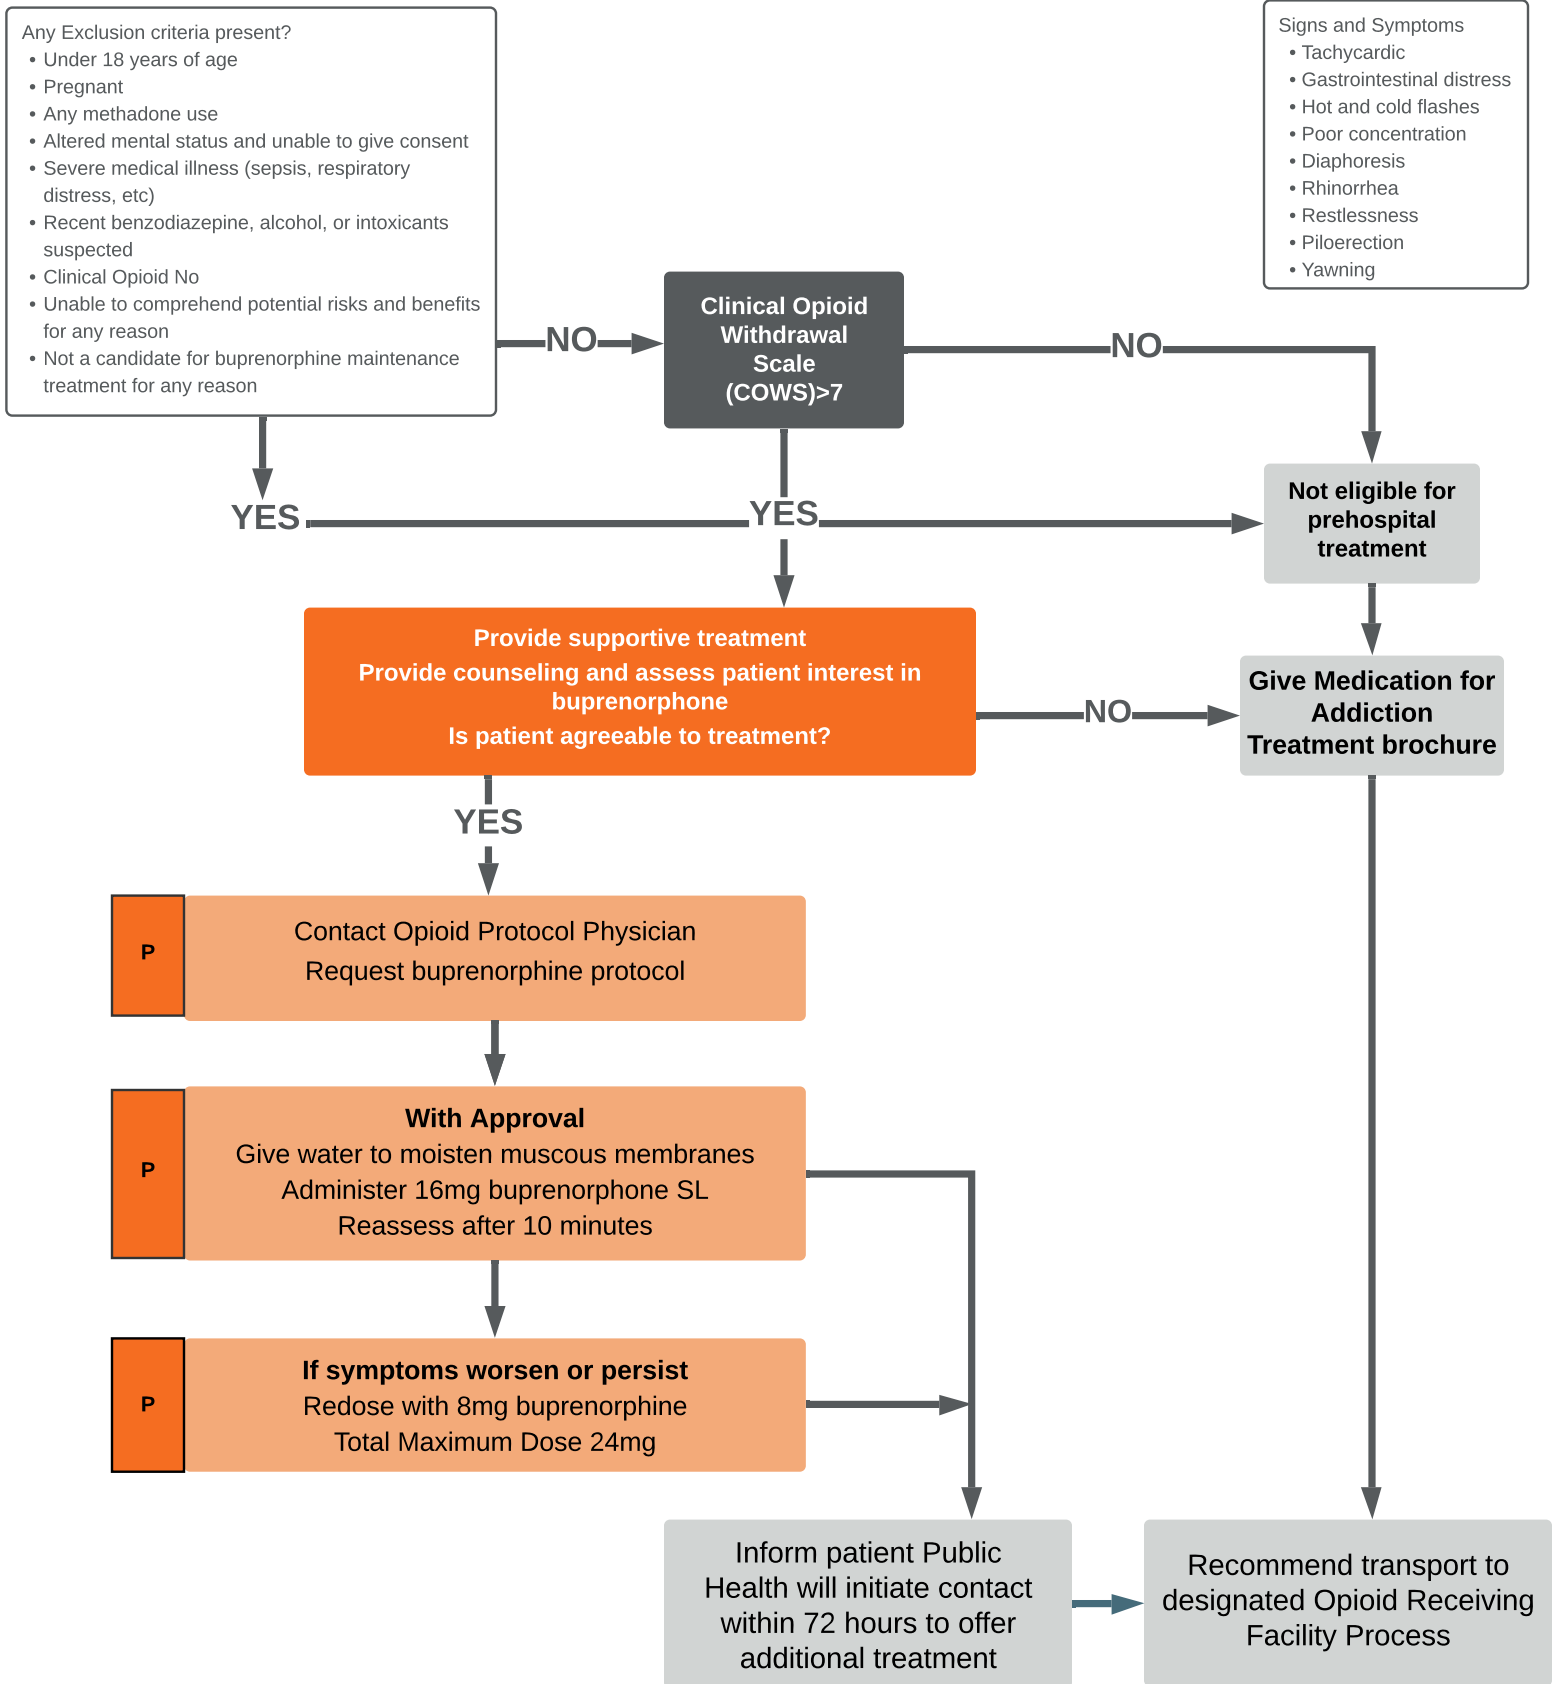 Any Exclusion criteria present?
• Under 18 years of age
• Pregnant
• Any methadone use
• Altered mental status and unable to give consent
• Severe medical illness (sepsis, respiratory
distress, etc)
• Recent benzodiazepine, alcohol, or intoxicants
suspected
• Clinical Opioid No
• Unable to comprehend potential risks and benefits
for any reason
• Not a candidate for buprenorphine maintenance
treatment for any reason
Signs and Symptoms
• Tachycardic
• Gastrointestinal distress
• Hot and cold flashes
• Poor concentration
• Diaphoresis
• Rhinorrhea
• Restlessness
• Piloerection
• Yawning
NO
Clinical Opioid
Withdrawal
Scale
(COWS)>7
NO
YES
YES
Not eligible for
prehospital
treatment
Provide supportive treatment
Provide counseling and assess patient interest in
buprenorphone
Is patient agreeable to treatment?
NO
Give Medication for
Addiction
Treatment brochure
YES
P
Contact Opioid Protocol Physician
Request buprenorphine protocol
P
With Approval
Give water to moisten muscous membranes
Administer 16mg buprenorphone SL
Reassess after 10 minutes
P
If symptoms worsen or persist
Redose with 8mg buprenorphine
Total Maximum Dose 24mg
Inform patient Public
Health will initiate contact
within 72 hours to offer
additional treatment
Recommend transport to
designated Opioid Receiving
Facility Process